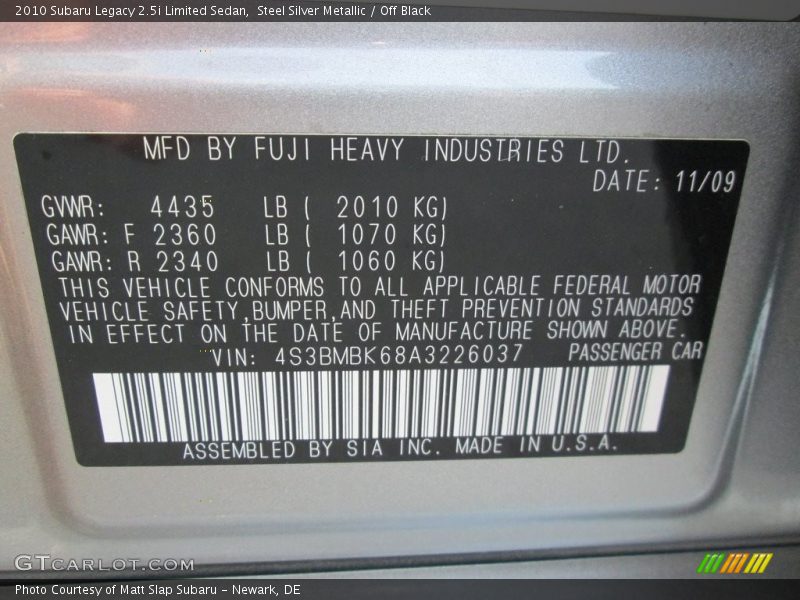 2010 Subaru Legacy 2.5i Limited Sedan,  Steel Silver Metallic / Off Black
MFD BY FUJI HEAVY INDUSTRIES LTD.
DATE: 11/09
GVWR: 4435 LB ( 2010 KG)
GAWR: F 2360 LB ( 1070 KG)
GAWR: R 2340 LB ( 1060 KG)
THIS VEHICLE CONFORMS TO ALL APPLICABLE FEDERAL MOTOR
VEHICLE SAFETY,BUMPER,AND THEFT PREVENTION STANDARDS
IN EFFECT ON THE DATE OF MANUFACTURE SHOWN ABOVE.
VIN: 4S3BMBK68A3226037 PASSENGER CAR
ASSEMBLED BY SIA INC. MADE IN U.S.A.
GTCARLOT.COM
Photo Courtesy of Matt Slap Subaru - Newark, DE